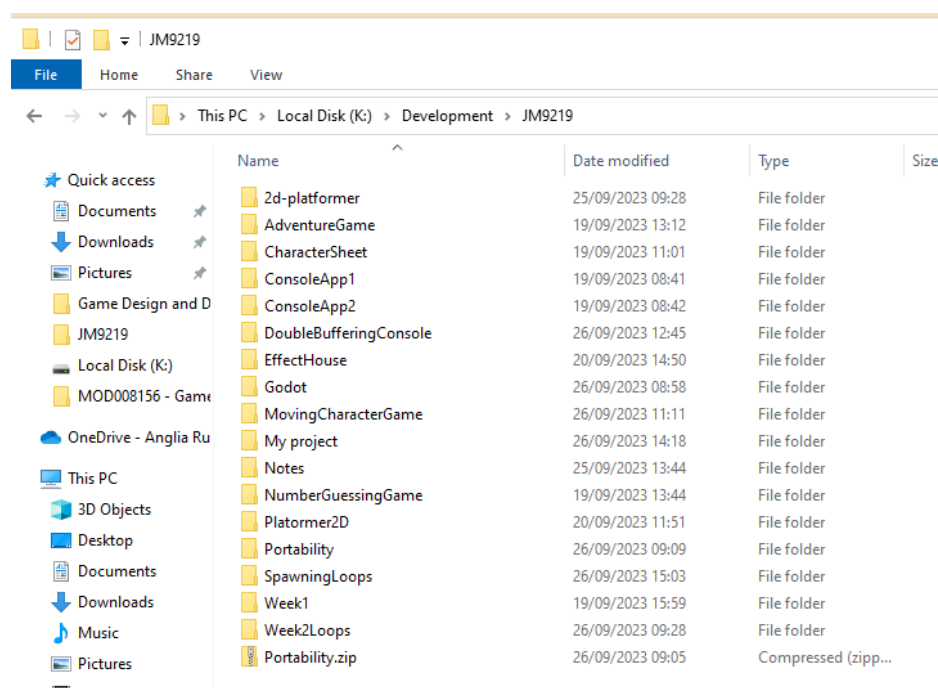 JM9219
File Home Share View
This PC > Local Disk (K:) > Development > JM9219
Name Date modified Type Size
Quick access
Documents
Downloads
Pictures
Game Design and D
JM9219
Local Disk (K:)
MOD008156 - Game
OneDrive - Anglia Ru
This PC
3D Objects
Desktop
Documents
Downloads
Music
Pictures
2d-platformer 25/09/2023 09:28 File folder
AdventureGame 19/09/2023 13:12 File folder
CharacterSheet 19/09/2023 11:01 File folder
ConsoleApp1 19/09/2023 08:41 File folder
ConsoleApp2 19/09/2023 08:42 File folder
DoubleBufferingConsole 26/09/2023 12:45 File folder
EffectHouse 20/09/2023 14:50 File folder
Godot 26/09/2023 08:58 File folder
MovingCharacterGame 26/09/2023 11:11 File folder
My project 26/09/2023 14:18 File folder
Notes 25/09/2023 13:44 File folder
NumberGuessingGame 19/09/2023 13:44 File folder
Platormer2D 20/09/2023 11:51 File folder
Portability 26/09/2023 09:09 File folder
SpawningLoops 26/09/2023 15:03 File folder
Week1 19/09/2023 15:59 File folder
Week2Loops 26/09/2023 09:28 File folder
Portability.zip 26/09/2023 09:05 Compressed (zipp...